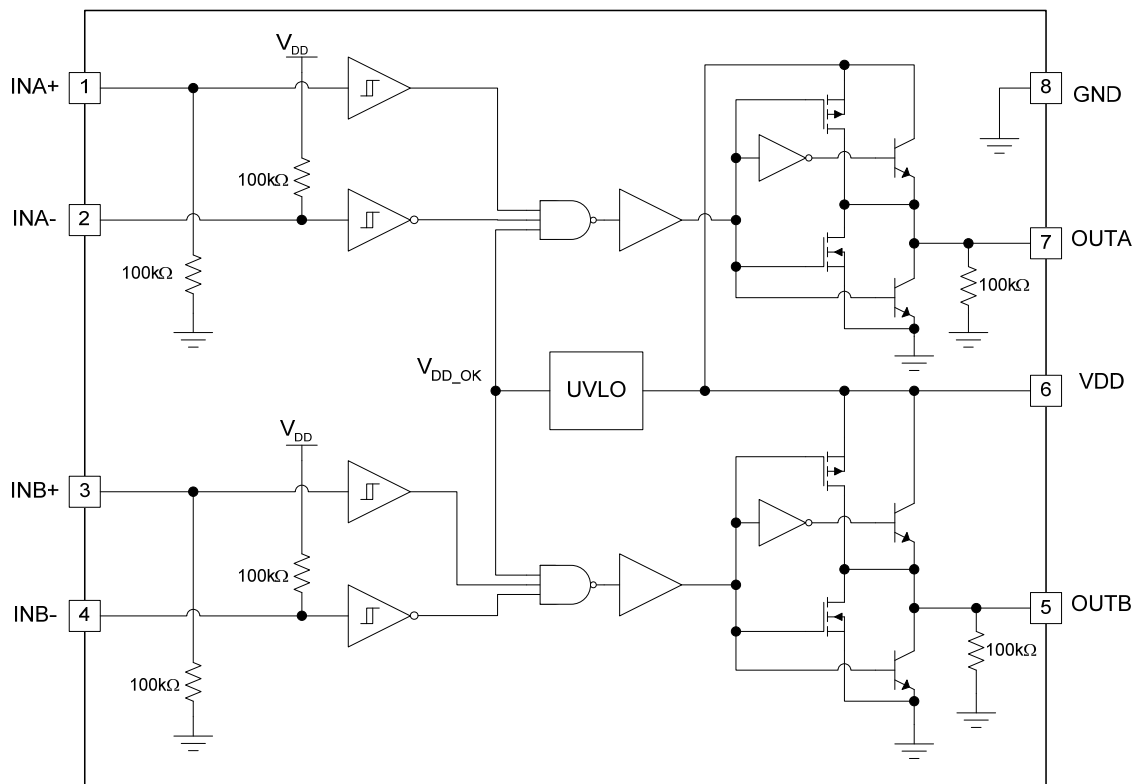 V_DD
INA+ 1
8 GND
100kΩ
INA- 2
7 OUTA
100kΩ
100kΩ
V_DD_OK
UVLO
6 VDD
V_DD
INB+ 3
100kΩ
INB- 4
5 OUTB
100kΩ
100kΩ